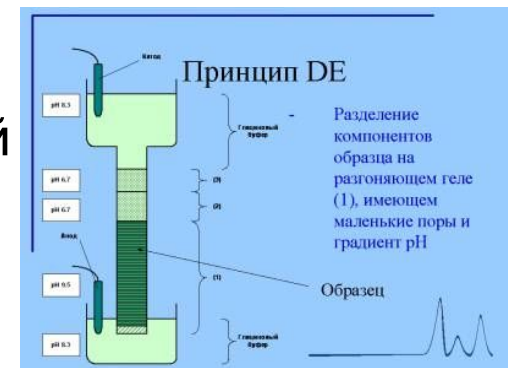 й
Принцип DE
Катод
pH 8.3
Глициновый
буфер
-
Разделение
компонентов
образца на
разгоняющем геле
(1), имеющем
маленькие поры и
градиент pH
pH 6.7
(3)
pH 6.7
(2)
Анод
pH 9.5
(1)
Образец
pH 8.3
Глициновый
буфер